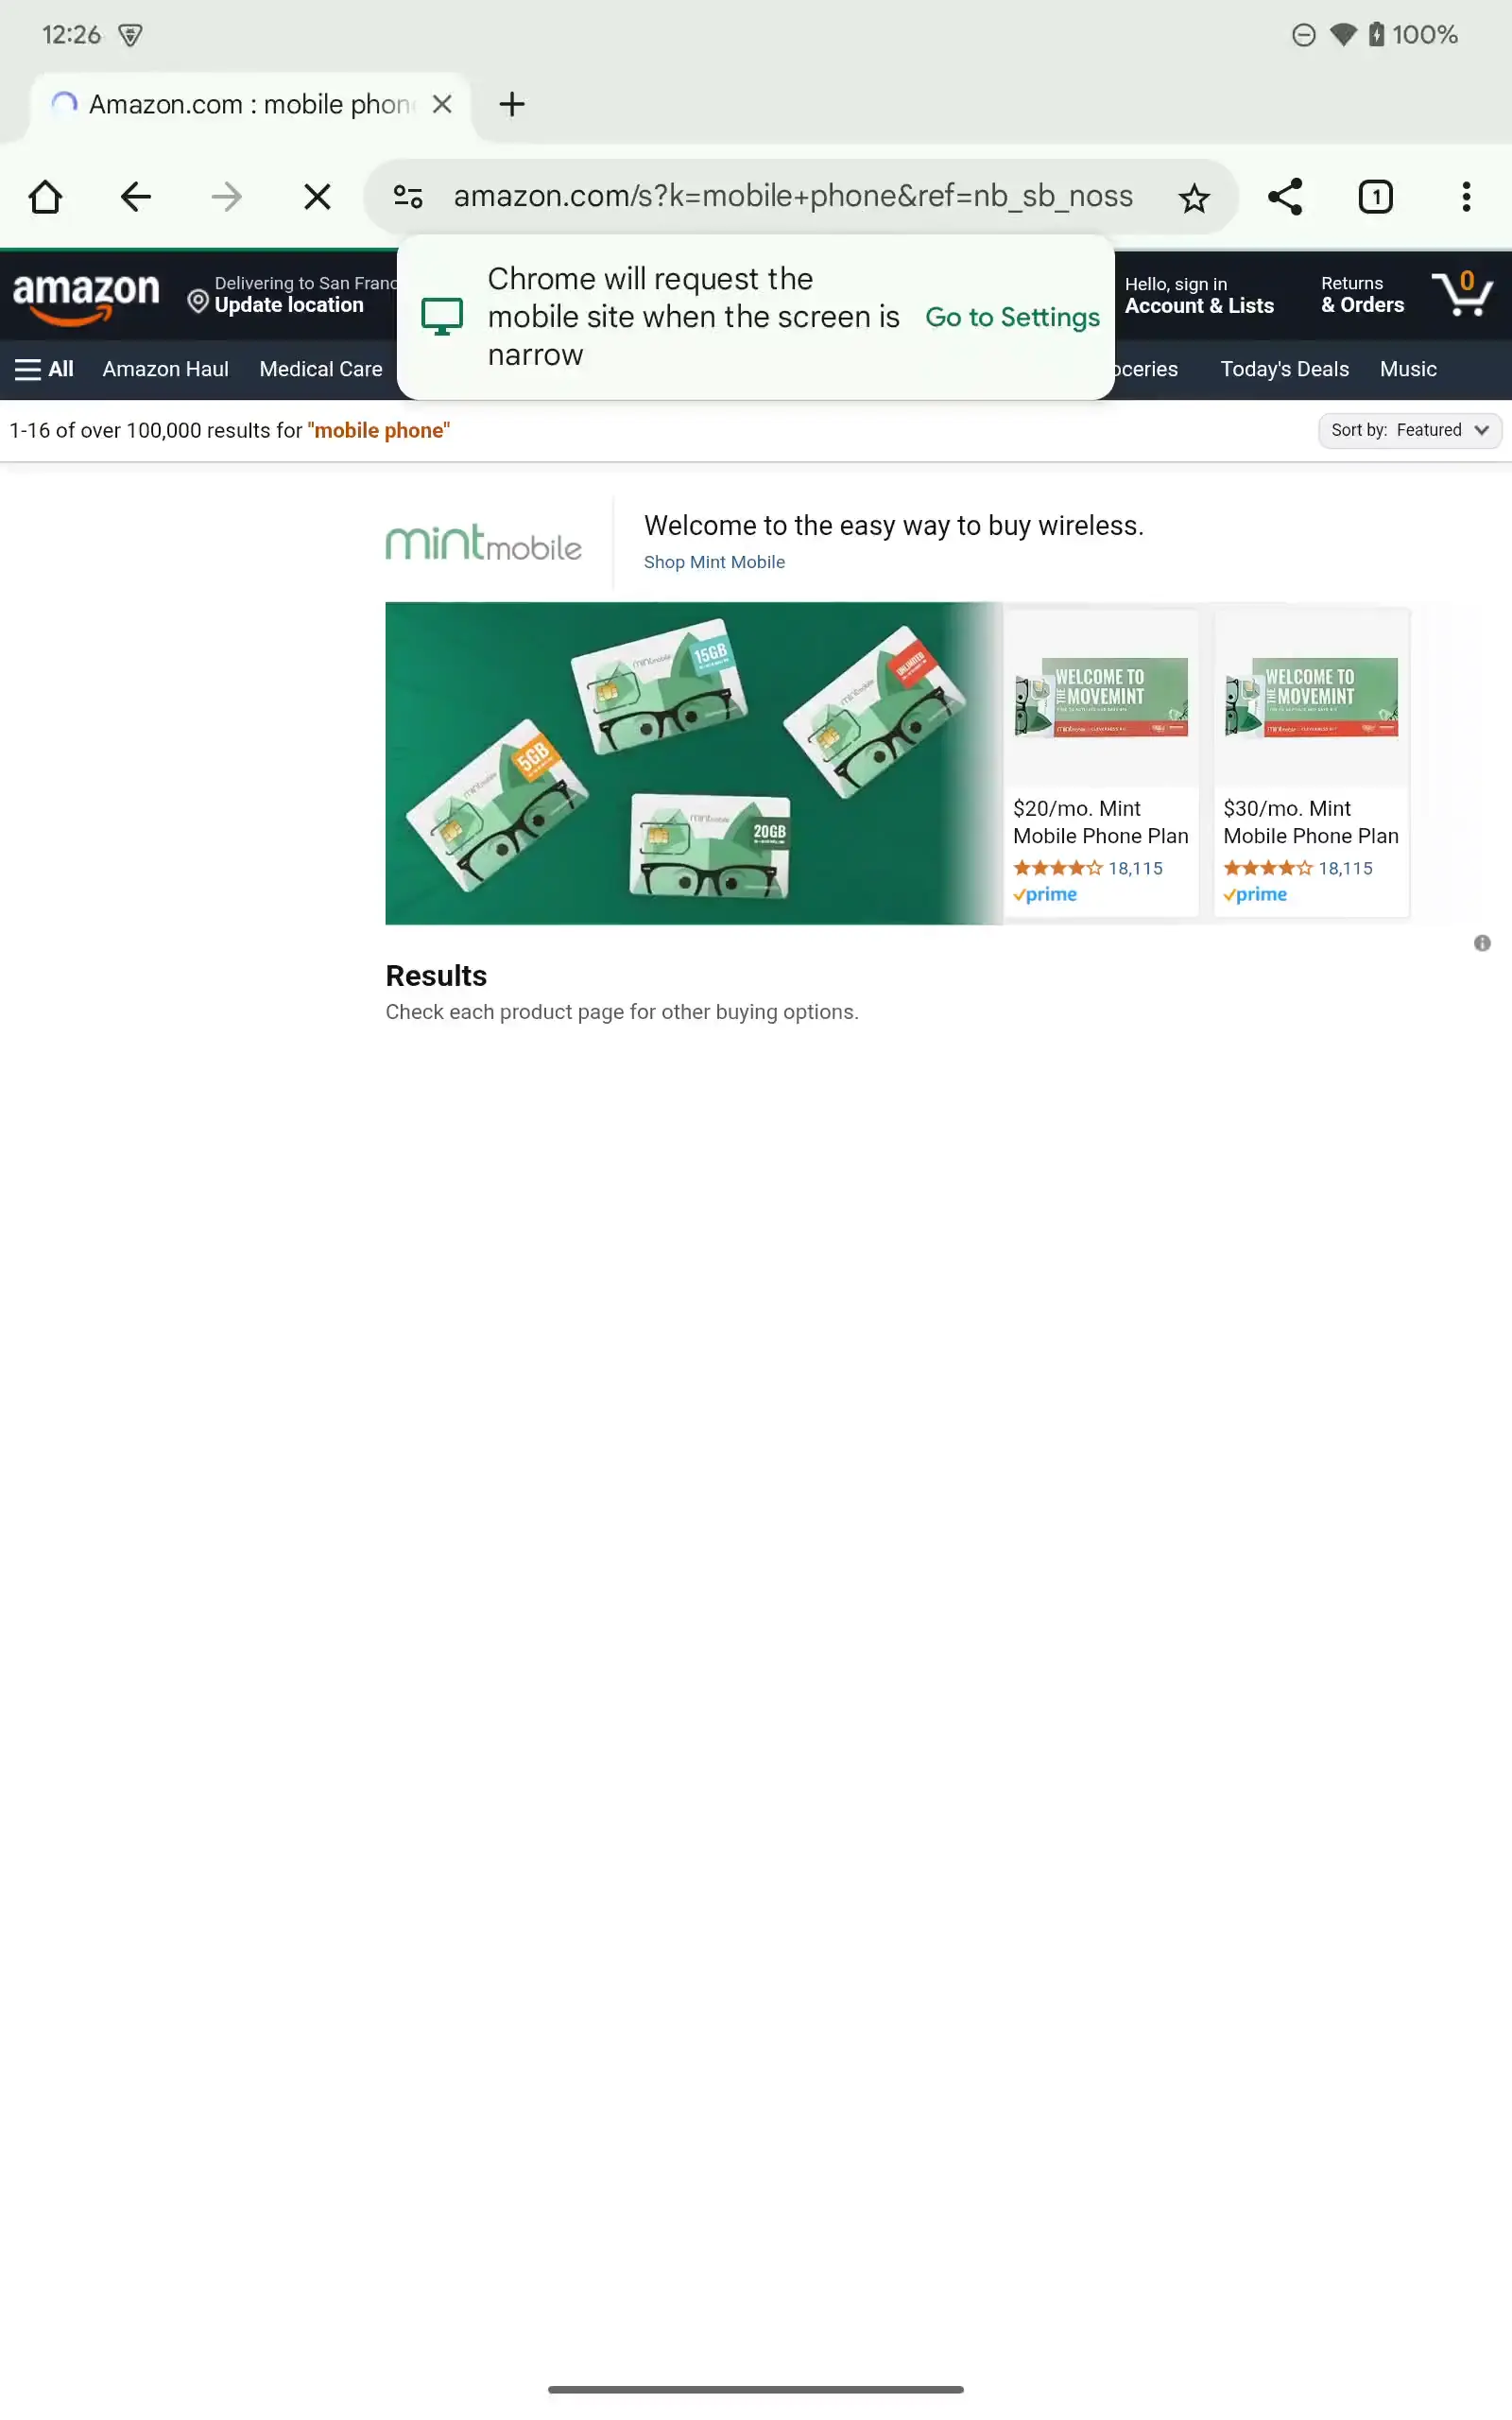 12:26
100%
Amazon.com : mobile phon
amazon.com/s?k=mobile+phone&ref=nb_sb_noss
1
Chrome will request the
mobile site when the screen is
narrow
Go to Settings
amazon
Delivering to San Franc
Update location
Hello, sign in
Account & Lists
Returns
& Orders
0
All
Amazon Haul
Medical Care
oceries
Today's Deals
Music
1-16 of over 100,000 results for "mobile phone"
Sort by: Featured
mintmobile
Welcome to the easy way to buy wireless.
Shop Mint Mobile
15GB
mintmobile
UNLIMITED
mintmobile
5GB
mintmobile
20GB
mintmobile
WELCOME TO
THE MOVEMINT
WELCOME TO
THE MOVEMINT
$20/mo. Mint
Mobile Phone Plan
18,115
prime
$30/mo. Mint
Mobile Phone Plan
18,115
prime
Results
Check each product page for other buying options.